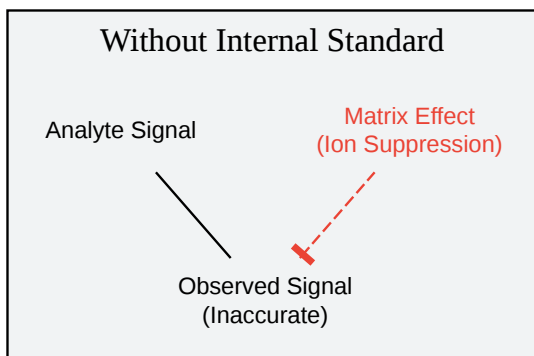 Without Internal Standard
Analyte Signal
Matrix Effect
(Ion Suppression)
Observed Signal
(Inaccurate)